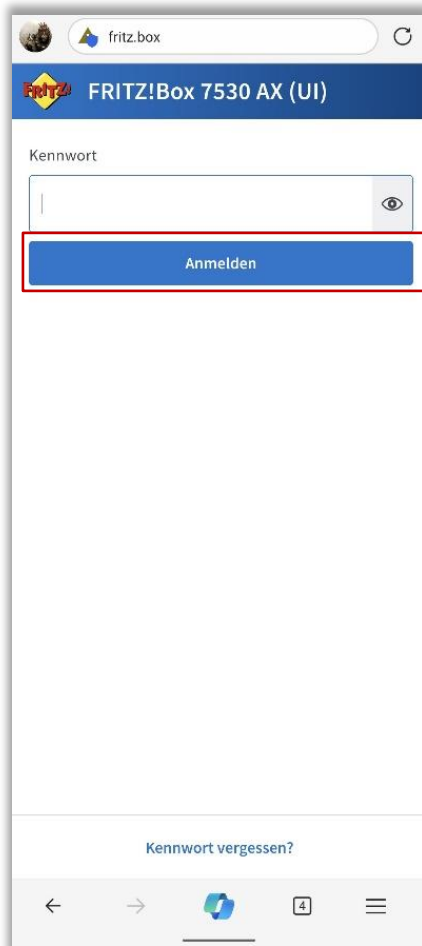 fritz.box
FRITZ! FRITZ!Box 7530 AX (UI)
Kennwort
Anmelden
Kennwort vergessen?
4